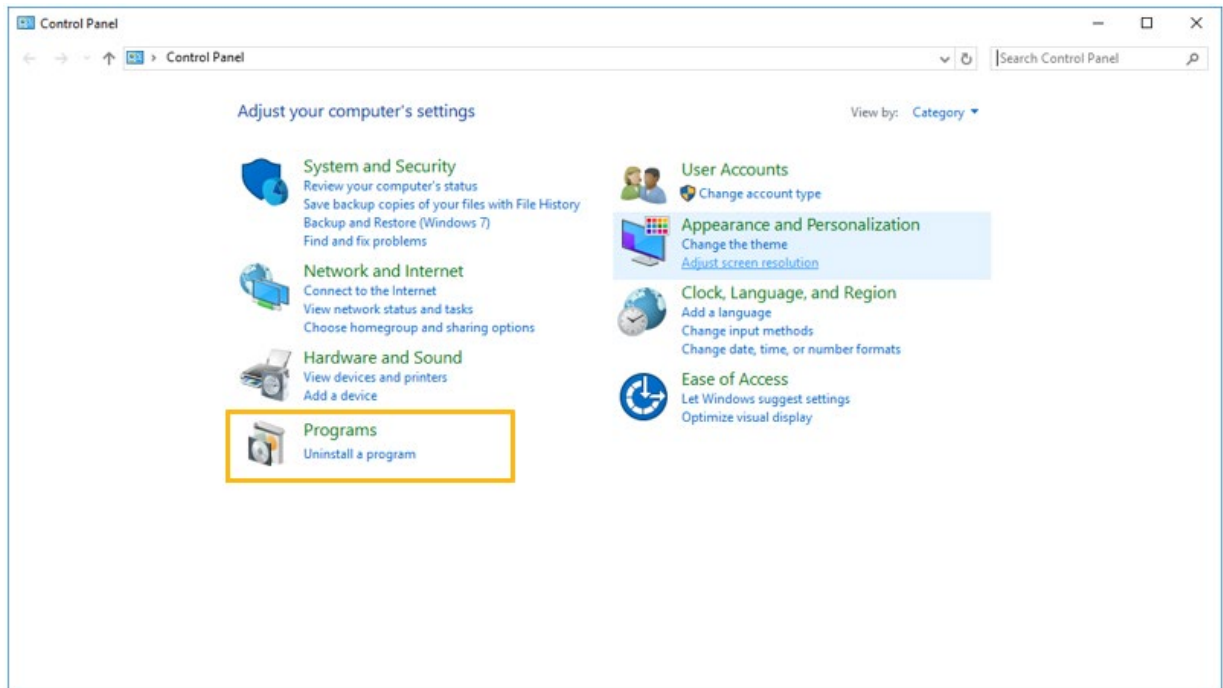 Control Panel
Control Panel
Search Control Panel
Adjust your computer's settings
View by: Category
System and Security
Review your computer's status
Save backup copies of your files with File History
Backup and Restore (Windows 7)
Find and fix problems
Network and Internet
Connect to the Internet
View network status and tasks
Choose homegroup and sharing options
Hardware and Sound
View devices and printers
Add a device
Programs
Uninstall a program
User Accounts
Change account type
Appearance and Personalization
Change the theme
Adjust screen resolution
Clock, Language, and Region
Add a language
Change input methods
Change date, time, or number formats
Ease of Access
Let Windows suggest settings
Optimize visual display